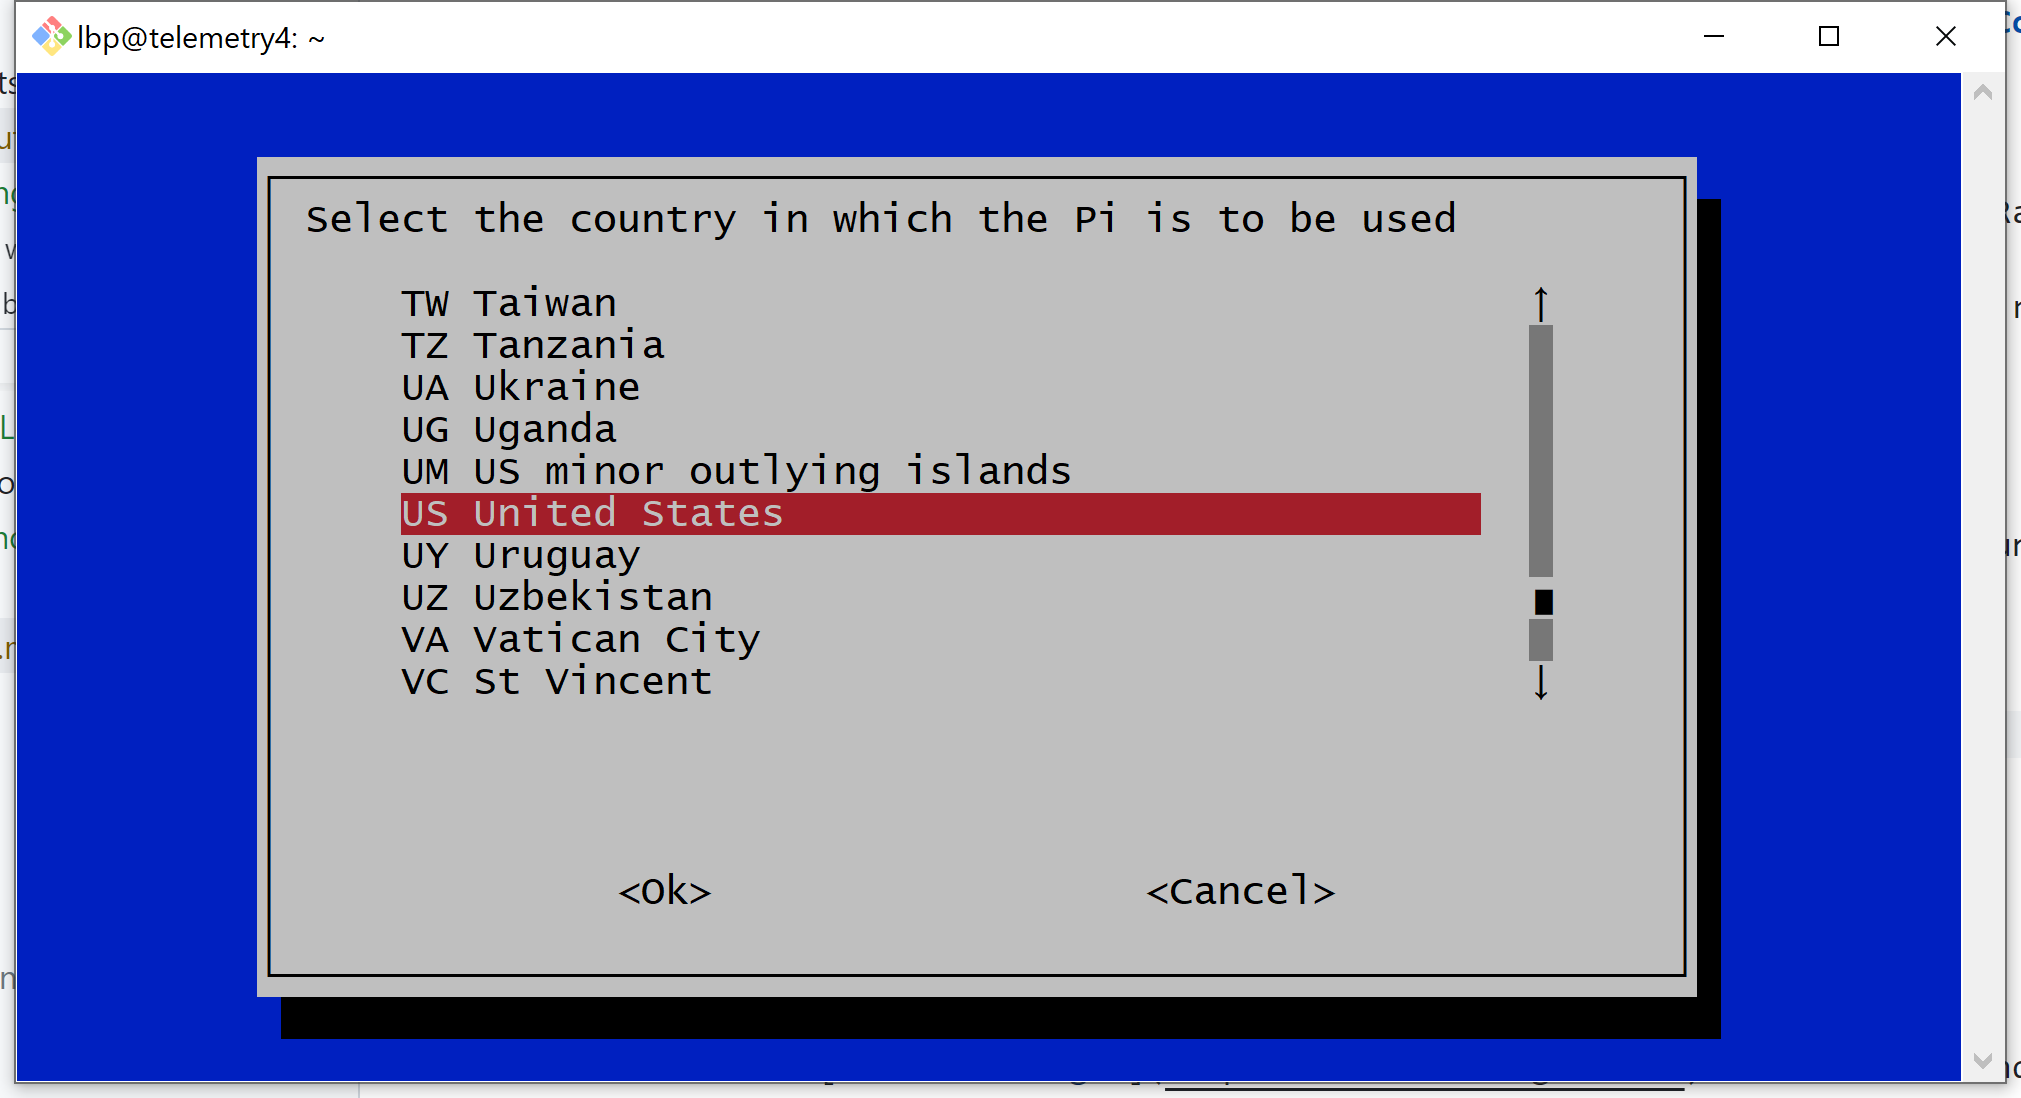 lbp@telemetry4: ~
Select the country in which the Pi is to be used
TW Taiwan
TZ Tanzania
UA Ukraine
UG Uganda
UM US minor outlying islands
US United States
UY Uruguay
UZ Uzbekistan
VA Vatican City
VC St Vincent
<Ok>
<Cancel>